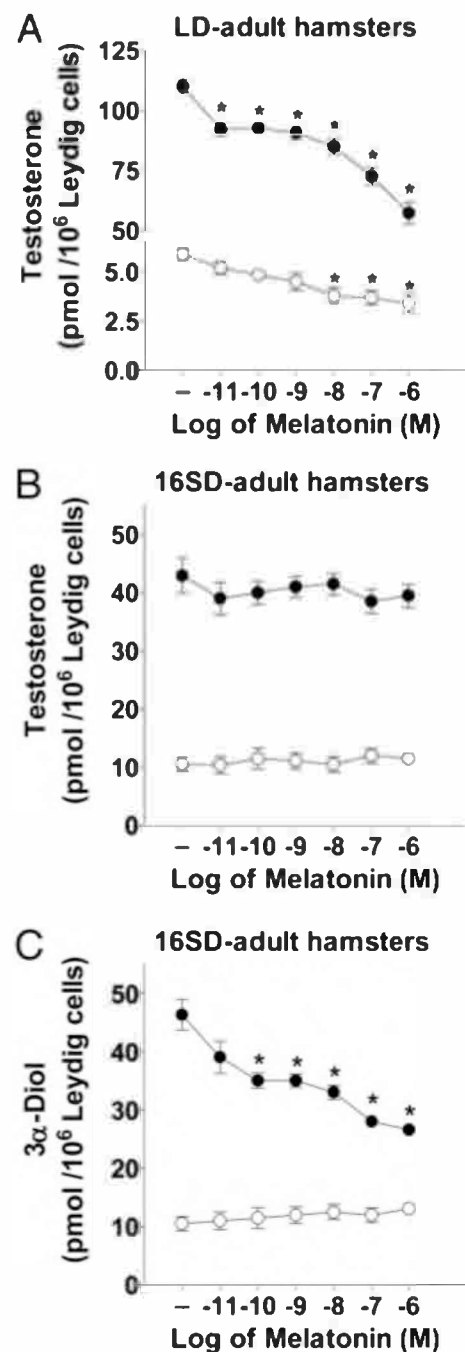 A
LD-adult hamsters
Testosterone
(pmol /10⁶ Leydig cells)
125
100
75
50
5.0
2.5
0.0
– -11 -10 -9 -8 -7 -6
Log of Melatonin (M)
B
16SD-adult hamsters
Testosterone
(pmol /10⁶ Leydig cells)
50
40
30
20
10
0
– -11 -10 -9 -8 -7 -6
Log of Melatonin (M)
C
16SD-adult hamsters
3α-Diol
(pmol /10⁶ Leydig cells)
50
40
30
20
10
0
– -11 -10 -9 -8 -7 -6
Log of Melatonin (M)